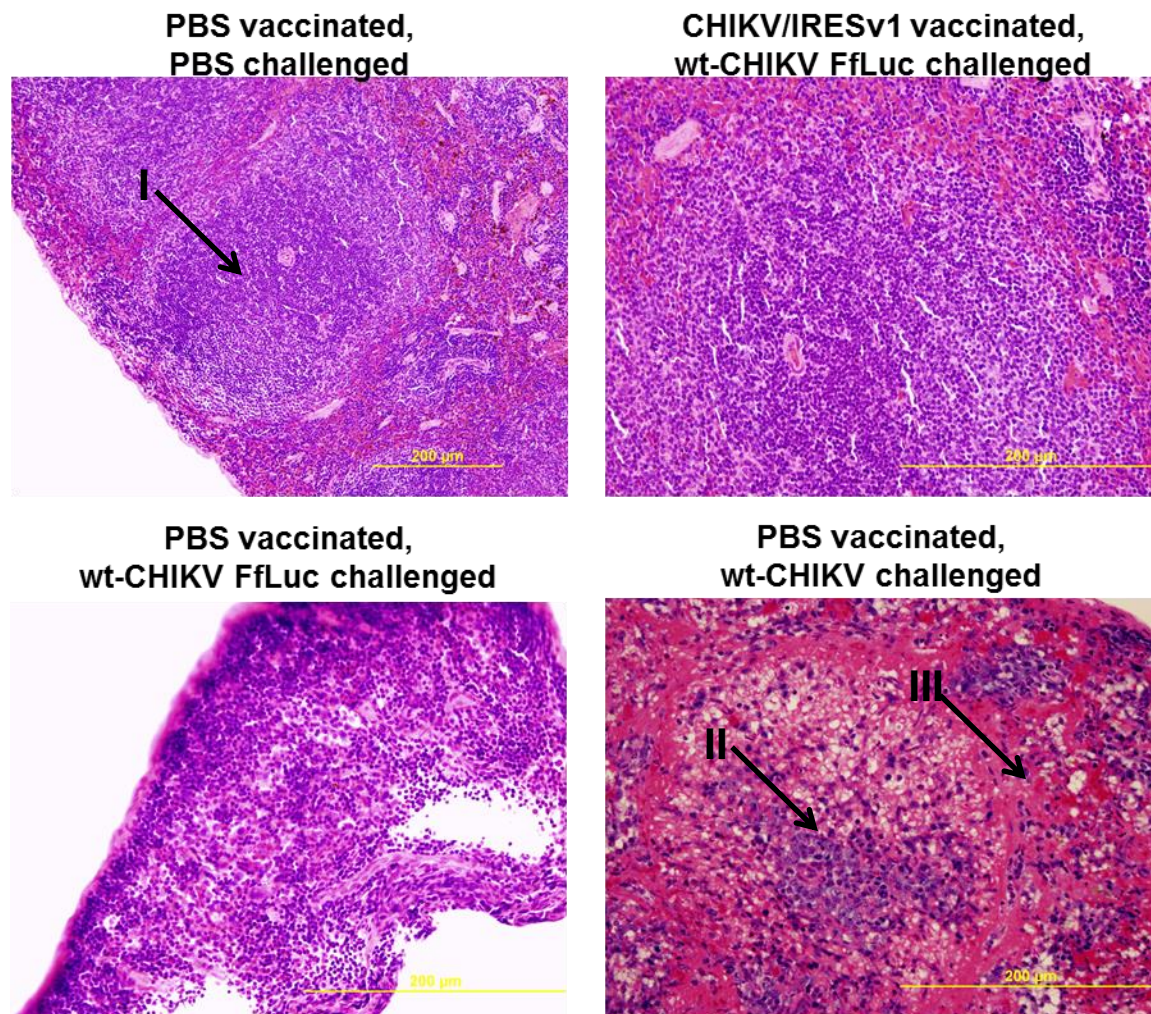 PBS vaccinated,
PBS challenged
CHIKV/IRESv1 vaccinated,
wt-CHIKV FfLuc challenged
I
200 µm
200 µm
PBS vaccinated,
wt-CHIKV FfLuc challenged
PBS vaccinated,
wt-CHIKV challenged
III
II
200 µm
200 µm